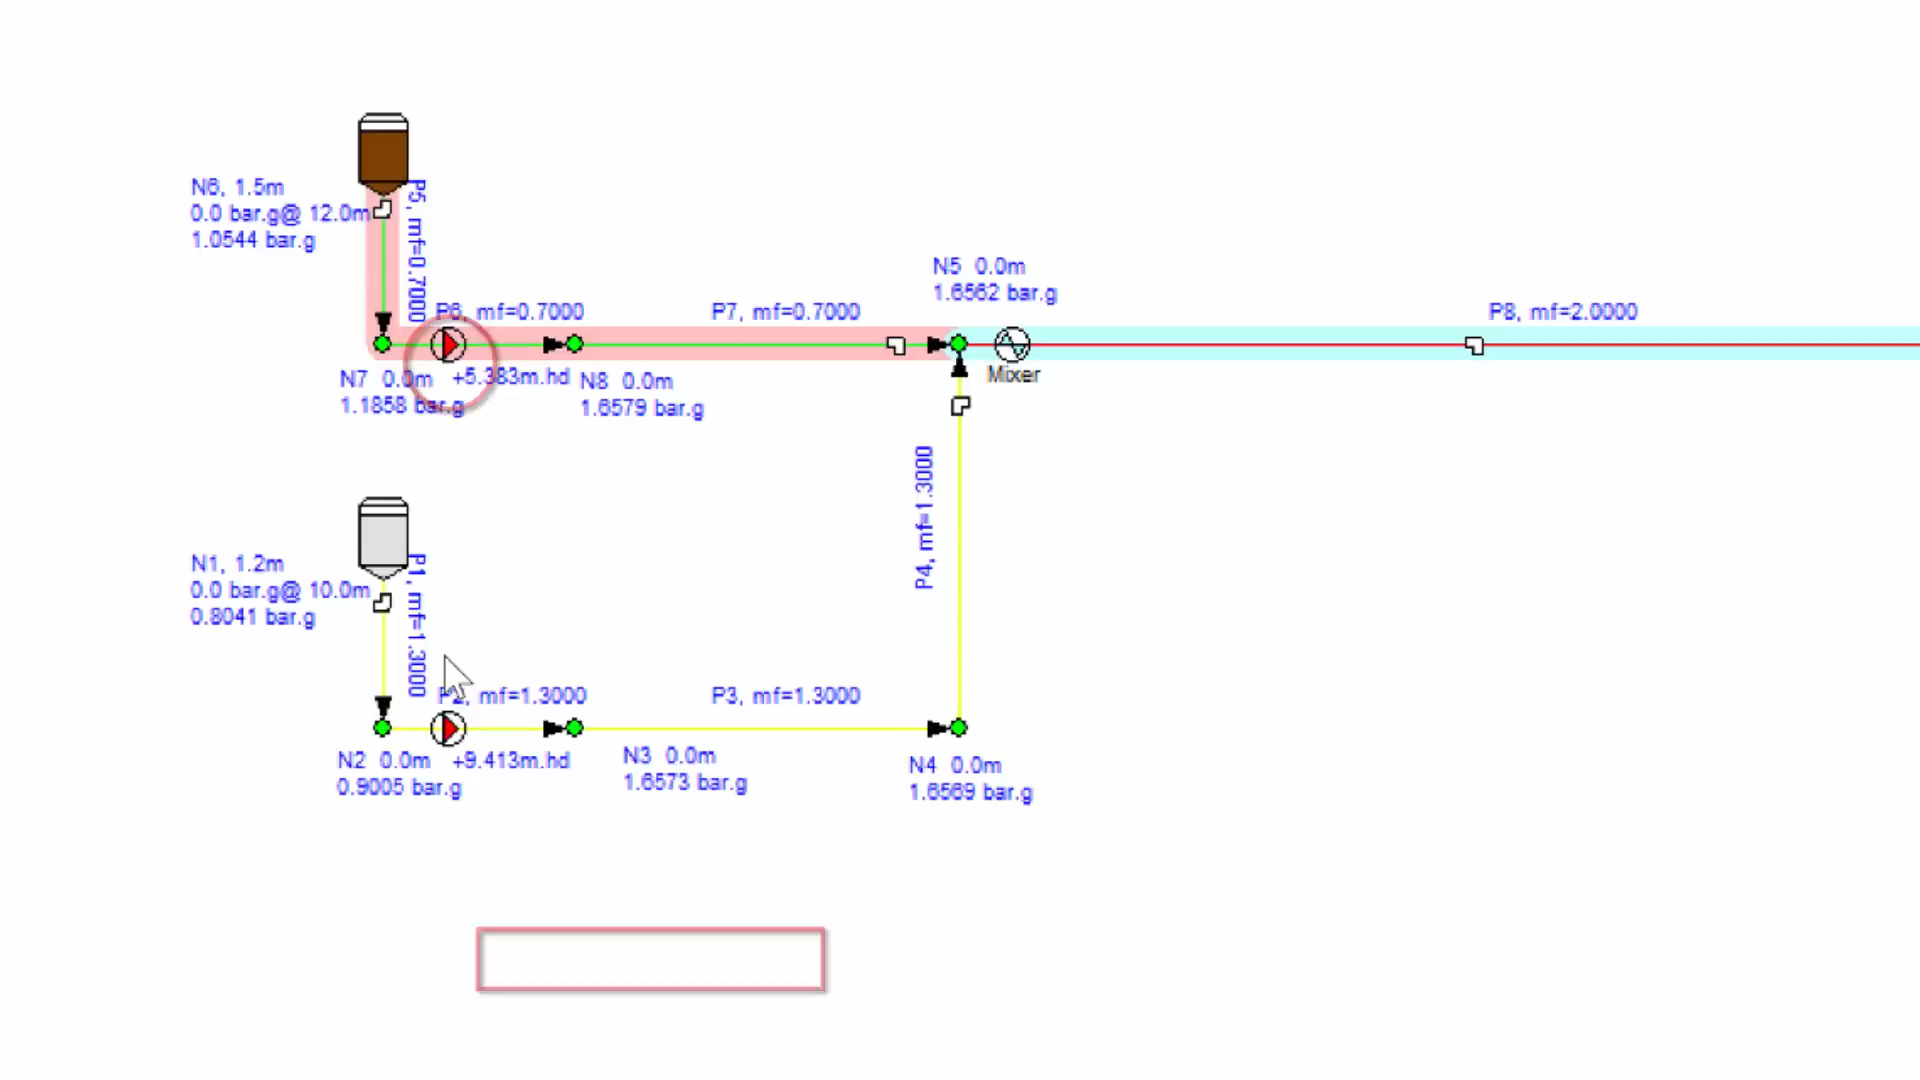 N6, 1.5m
0.0 bar.g@ 12.0m
1.0544 bar.g
P5, mf=0.7000
P6, mf=0.7000
P7, mf=0.7000
N5 0.0m
1.6562 bar.g
P8, mf=2.0000
Mixer
N7 0.0m
1.1858 bar.g
+5.383m.hd
N8 0.0m
1.6579 bar.g
P4, mf=1.3000
N1, 1.2m
0.0 bar.g@ 10.0m
0.8041 bar.g
P1, mf=1.3000
P2, mf=1.3000
P3, mf=1.3000
N2 0.0m
0.9005 bar.g
+9.413m.hd
N3 0.0m
1.6573 bar.g
N4 0.0m
1.6569 bar.g